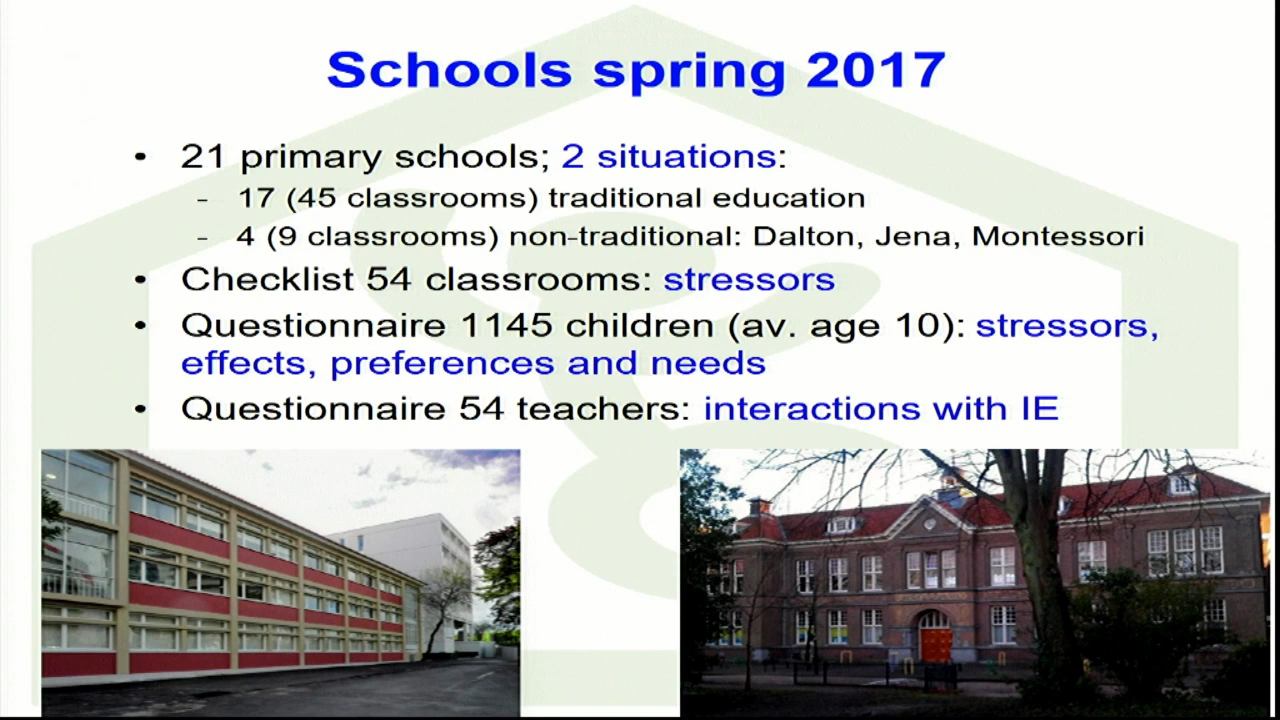 Schools spring 2017
• 21 primary schools; 2 situations:
- 17 (45 classrooms) traditional education
- 4 (9 classrooms) non-traditional: Dalton, Jena, Montessori
• Checklist 54 classrooms: stressors
• Questionnaire 1145 children (av. age 10): stressors,
effects, preferences and needs
• Questionnaire 54 teachers: interactions with IE